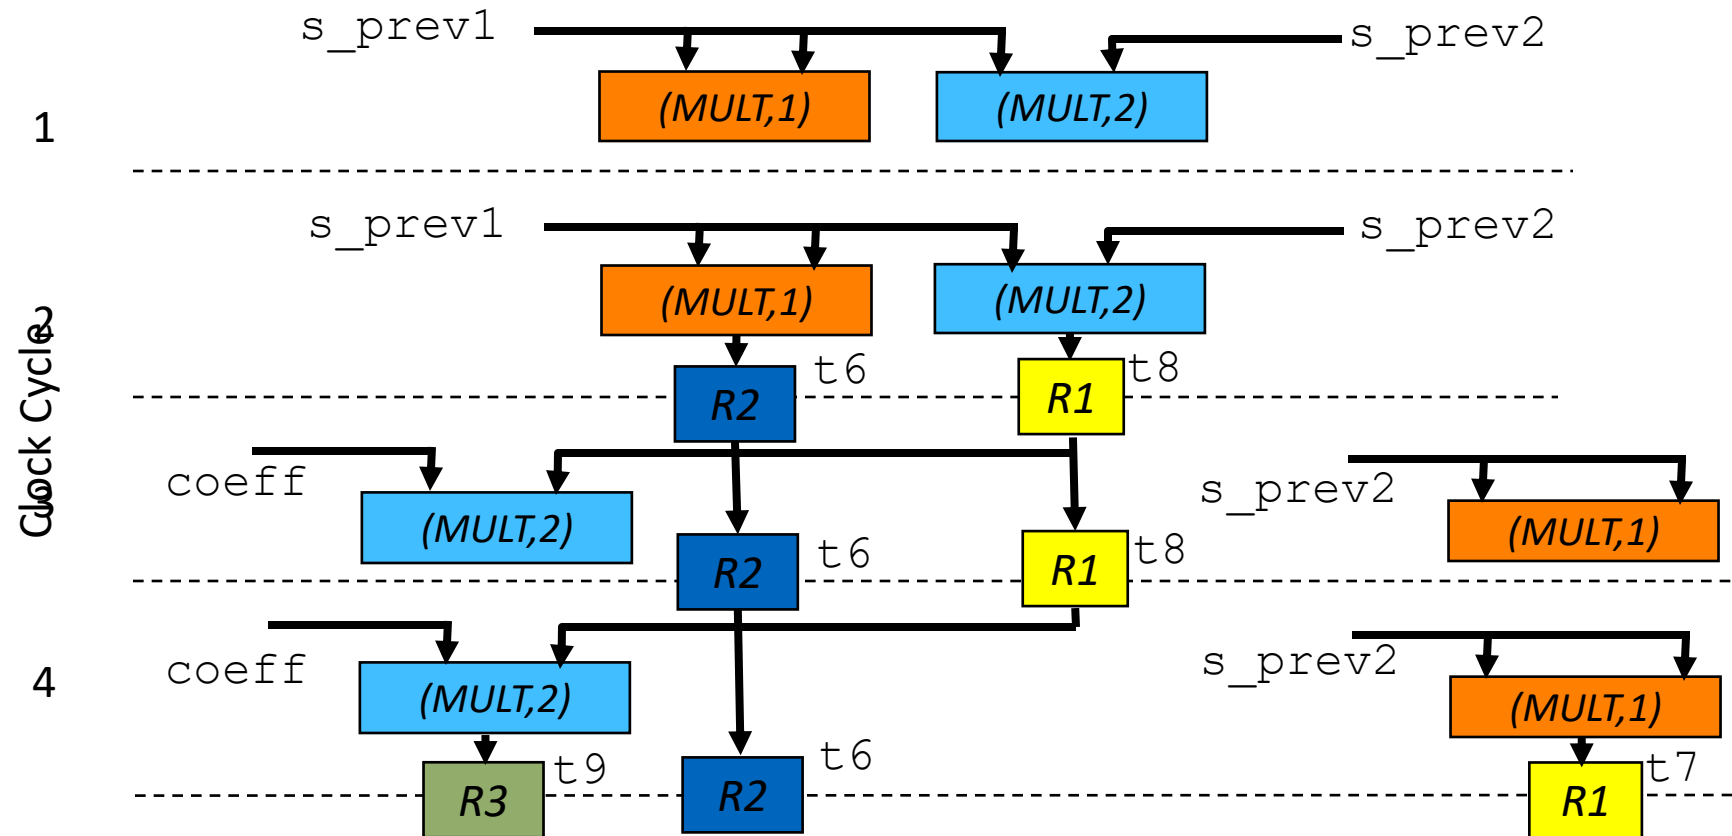 s_prev1
s_prev2
(MULT,1)
(MULT,2)
1
s_prev1
s_prev2
(MULT,1)
(MULT,2)
2
t6
t8
R2
R1
Clock Cycle
coeff
s_prev2
3
(MULT,2)
(MULT,1)
t6
t8
R2
R1
coeff
s_prev2
4
(MULT,2)
(MULT,1)
t9
t6
t7
R3
R2
R1